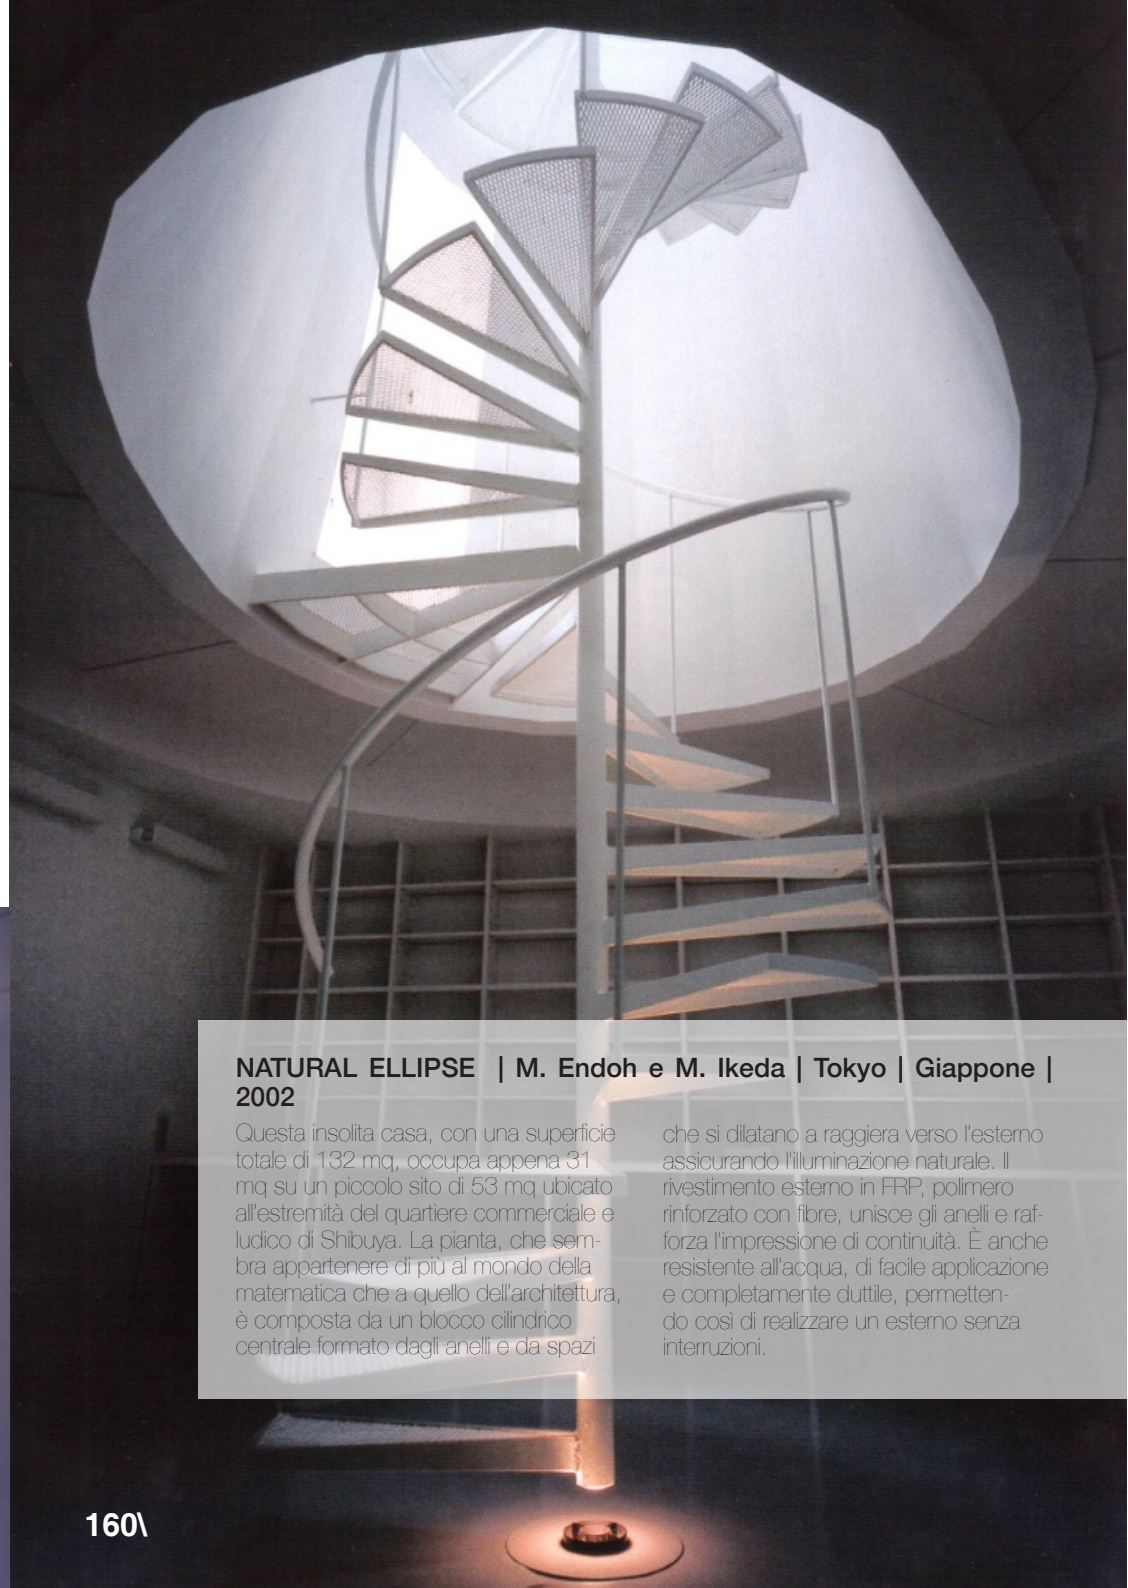 NATURAL ELLIPSE | M. Endoh e M. Ikeda | Tokyo | Giappone |
2002
Questa insolita casa, con una superficie
totale di 132 mq, occupa appena 31
mq su un piccolo sito di 53 mq ubicato
all'estremità del quartiere commerciale e
ludico di Shibuya. La pianta, che sem-
bra appartenere di più al mondo della
matematica che a quello dell'architettura,
è composta da un blocco cilindrico
centrale formato dagli anelli e da spazi
che si dilatano a raggiera verso l'esterno
assicurando l'illuminazione naturale. Il
rivestimento esterno in FRP, polimero
rinforzato con fibre, unisce gli anelli e raf-
forza l'impressione di continuità. È anche
resistente all'acqua, di facile applicazione
e completamente duttile, permetten-
do così di realizzare un esterno senza
interruzioni.
160\